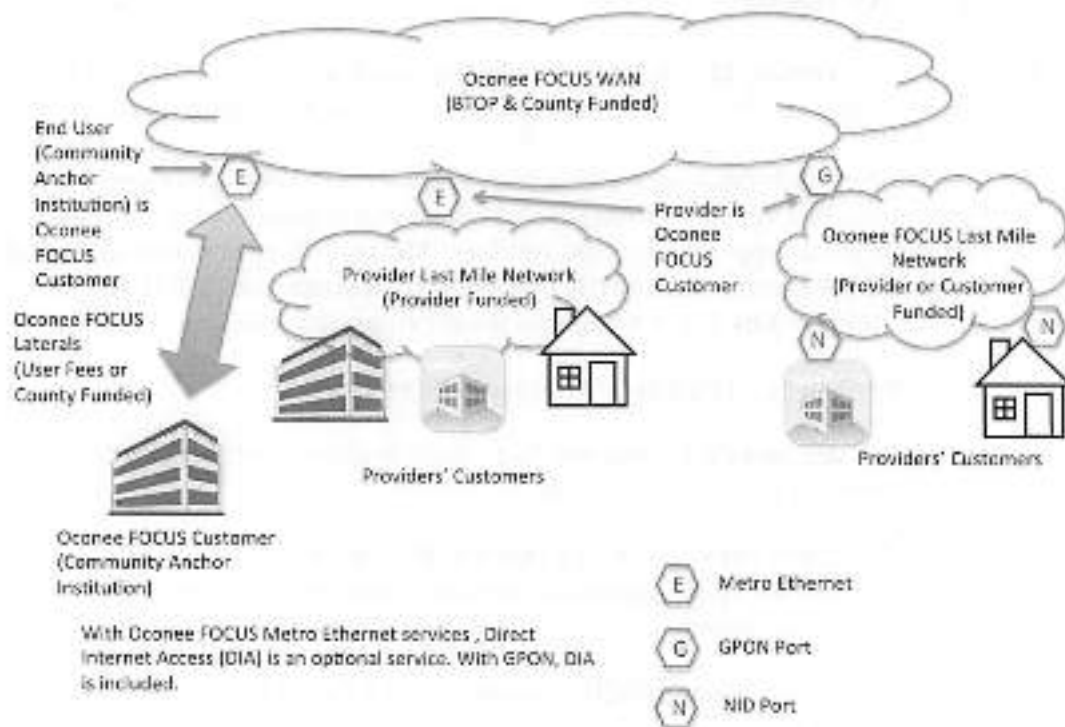 Oconee FOCUS WAN
(BTOP & County Funded)
End User
(Community
Anchor
Institution) is
Oconee
FOCUS
Customer
E
E
G
Provider is
Oconee
FOCUS
Customer
Oconee FOCUS Last Mile
Network
(Provider or Customer
Funded)
Provider Last Mile Network
(Provider Funded)
N
N
Oconee FOCUS
Laterals
(User Fees or
County Funded)
Providers' Customers
Providers' Customers
Oconee FOCUS Customer
(Community Anchor
Institution)
E Metro Ethernet
G GPON Port
N NID Port
With Oconee FOCUS Metro Ethernet services , Direct
Internet Access (DIA) is an optional service. With GPON, DIA
is included.